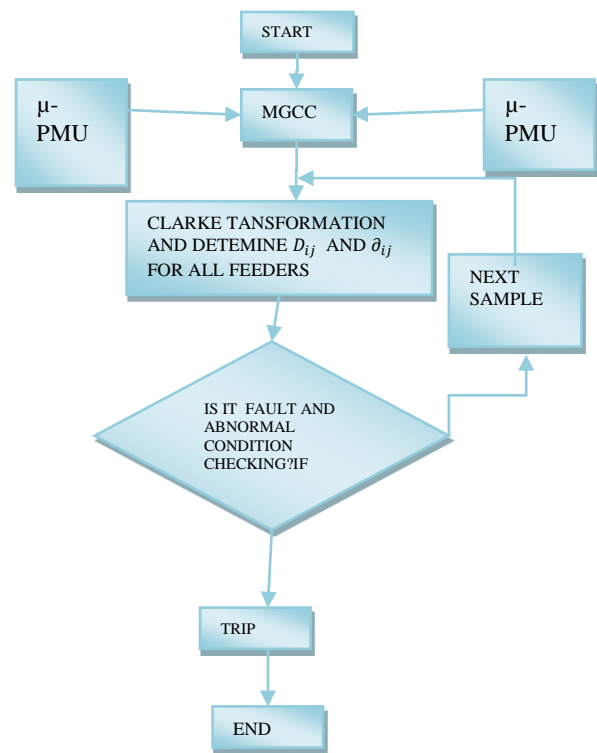 START
μ-
PMU
MGCC
μ-
PMU
CLARKE TANSFORMATION
AND DETEMINE D_{ij} AND ∂_{ij}
FOR ALL FEEDERS
NEXT
SAMPLE
IS IT FAULT AND
ABNORMAL
CONDITION
CHECKING?IF
TRIP
END